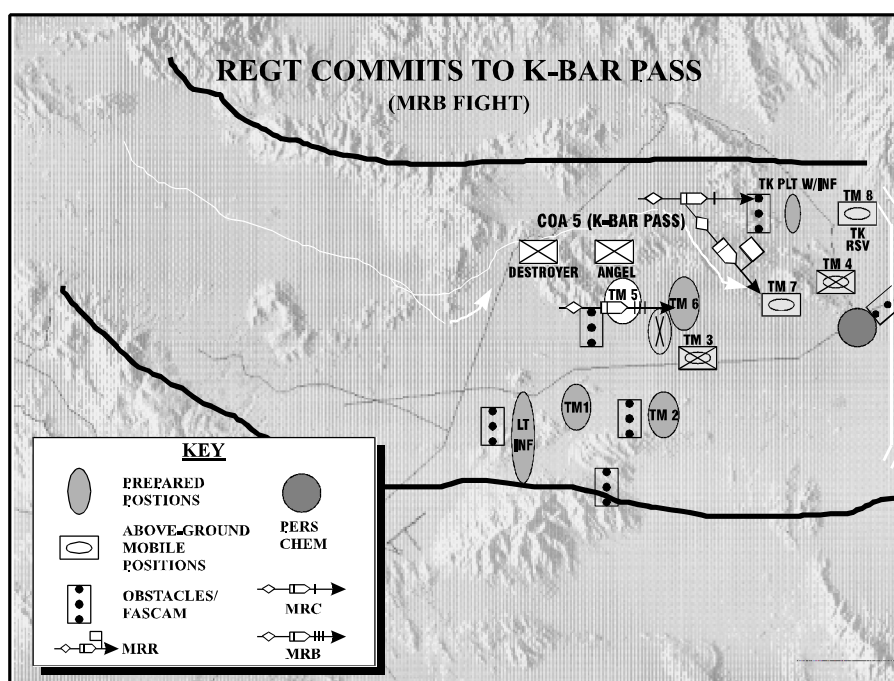 REGT COMMITS TO K-BAR PASS
(MRB FIGHT)
TK PLT W/INF
TM 8
TK
RSV
COA 5 (K-BAR PASS)
DESTROYER
ANGEL
TM 4
TM 5
TM 6
TM 7
TM 3
LT
INF
TM1
TM 2
KEY
PREPARED
POSTIONS
PERS
CHEM
ABOVE-GROUND
MOBILE
POSITIONS
OBSTACLES/
FASCAM
MRC
MRR
MRB